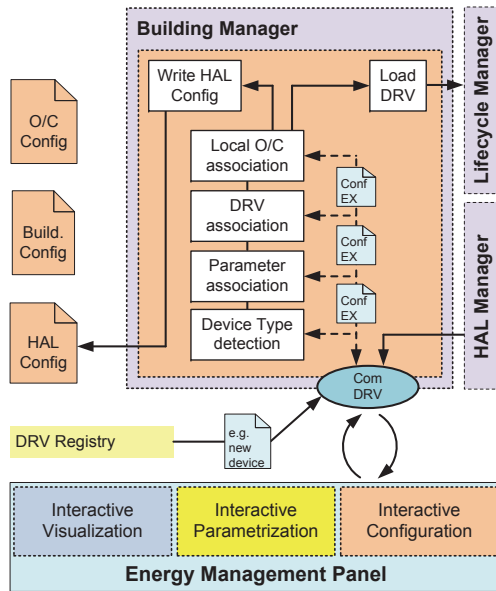 Building Manager
Write HAL
Config
Load
DRV
Lifecycle Manager
O/C
Config
Local O/C
association
Conf
EX
Build.
Config
DRV
association
Conf
EX
Parameter
association
Conf
EX
HAL Manager
HAL
Config
Device Type
detection
Com
DRV
DRV Registry
e.g.
new
device
Interactive
Visualization
Interactive
Parametrization
Interactive
Configuration
Energy Management Panel